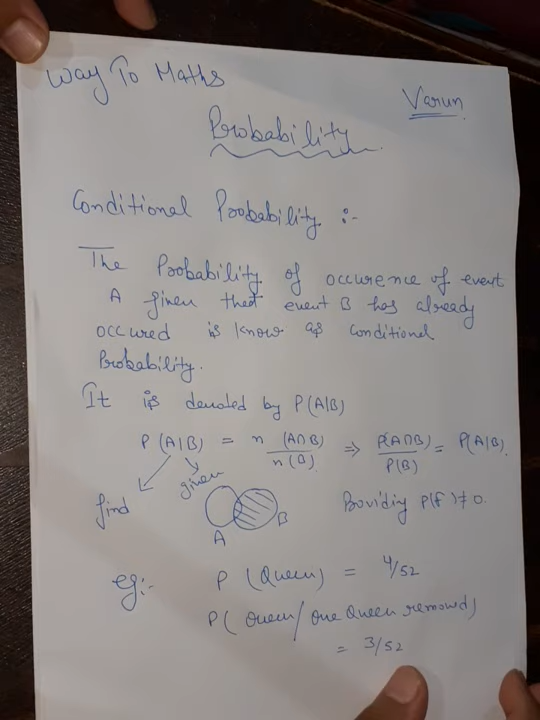 Way To Maths
Varun
Probability
Conditional Probability :-
The Probability of occurence of event
A given that event B has already
occured is know as conditional
Probability.
It is denoted by P(A|B)
P(A|B) = n (A∩B) / n(B) ⇒ P(A∩B) / P(B) = P(A|B).
find given
A B
Providing P(F) ≠ 0.
eg:- P (Queen) = 4/52
P( Queen / one Queen removed)
= 3/52